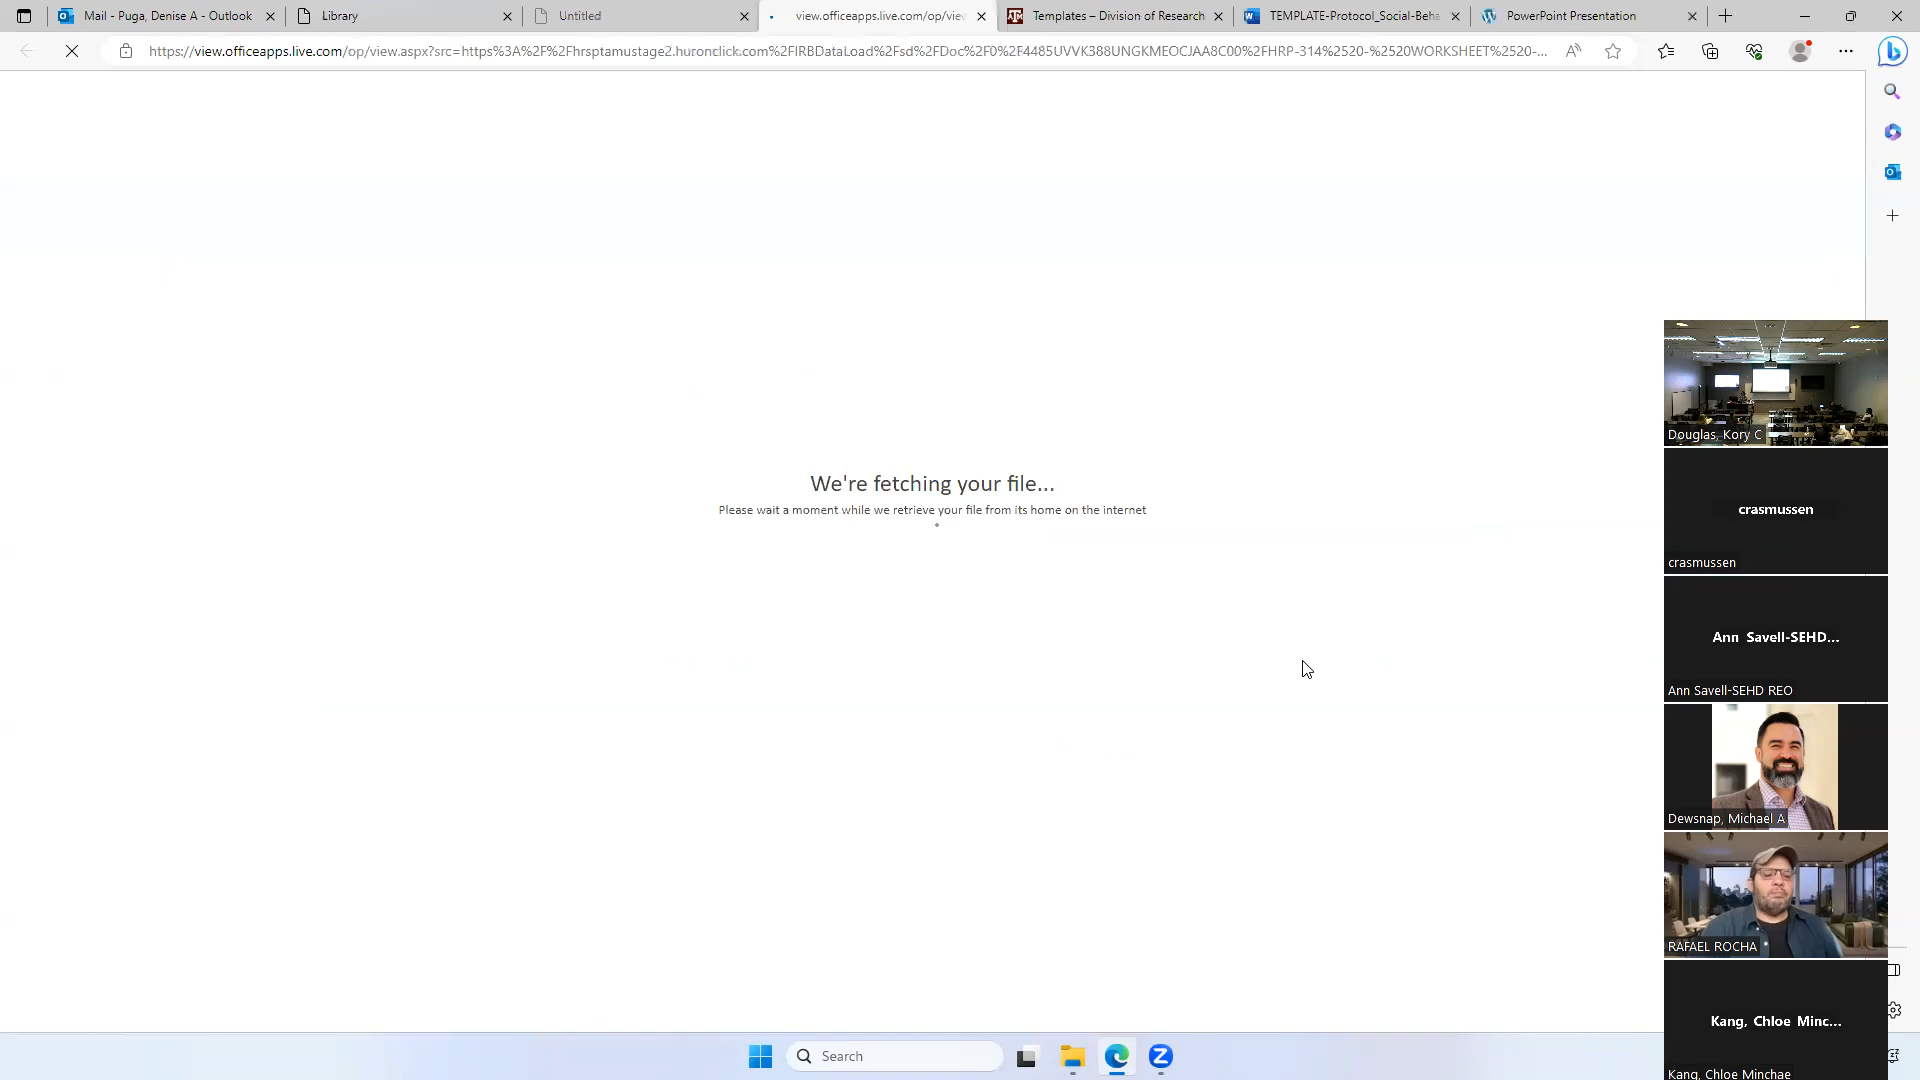 Mail - Puga, Denise A - Outlook
Library
Untitled
view.officeapps.live.com/op/view
Templates – Division of Research
TEMPLATE-Protocol_Social-Beha
PowerPoint Presentation
https://view.officeapps.live.com/op/view.aspx?src=https%3A%2F%2Fhrsptamustage2.huronclick.com%2FIRBDataLoad%2Fsd%2FDoc%2F0%2F4485UVVK388UNGKMEOCJAA8C00%2FHRP-314%2520-%2520WORKSHEET%2520-...
We're fetching your file...
Please wait a moment while we retrieve your file from its home on the internet
Douglas, Kory C
crasmussen
crasmussen
Ann Savell-SEHD...
Ann Savell-SEHD REO
Dewsnap, Michael A
RAFAEL ROCHA
Kang, Chloe Minc...
Kang, Chloe Minchae
Search